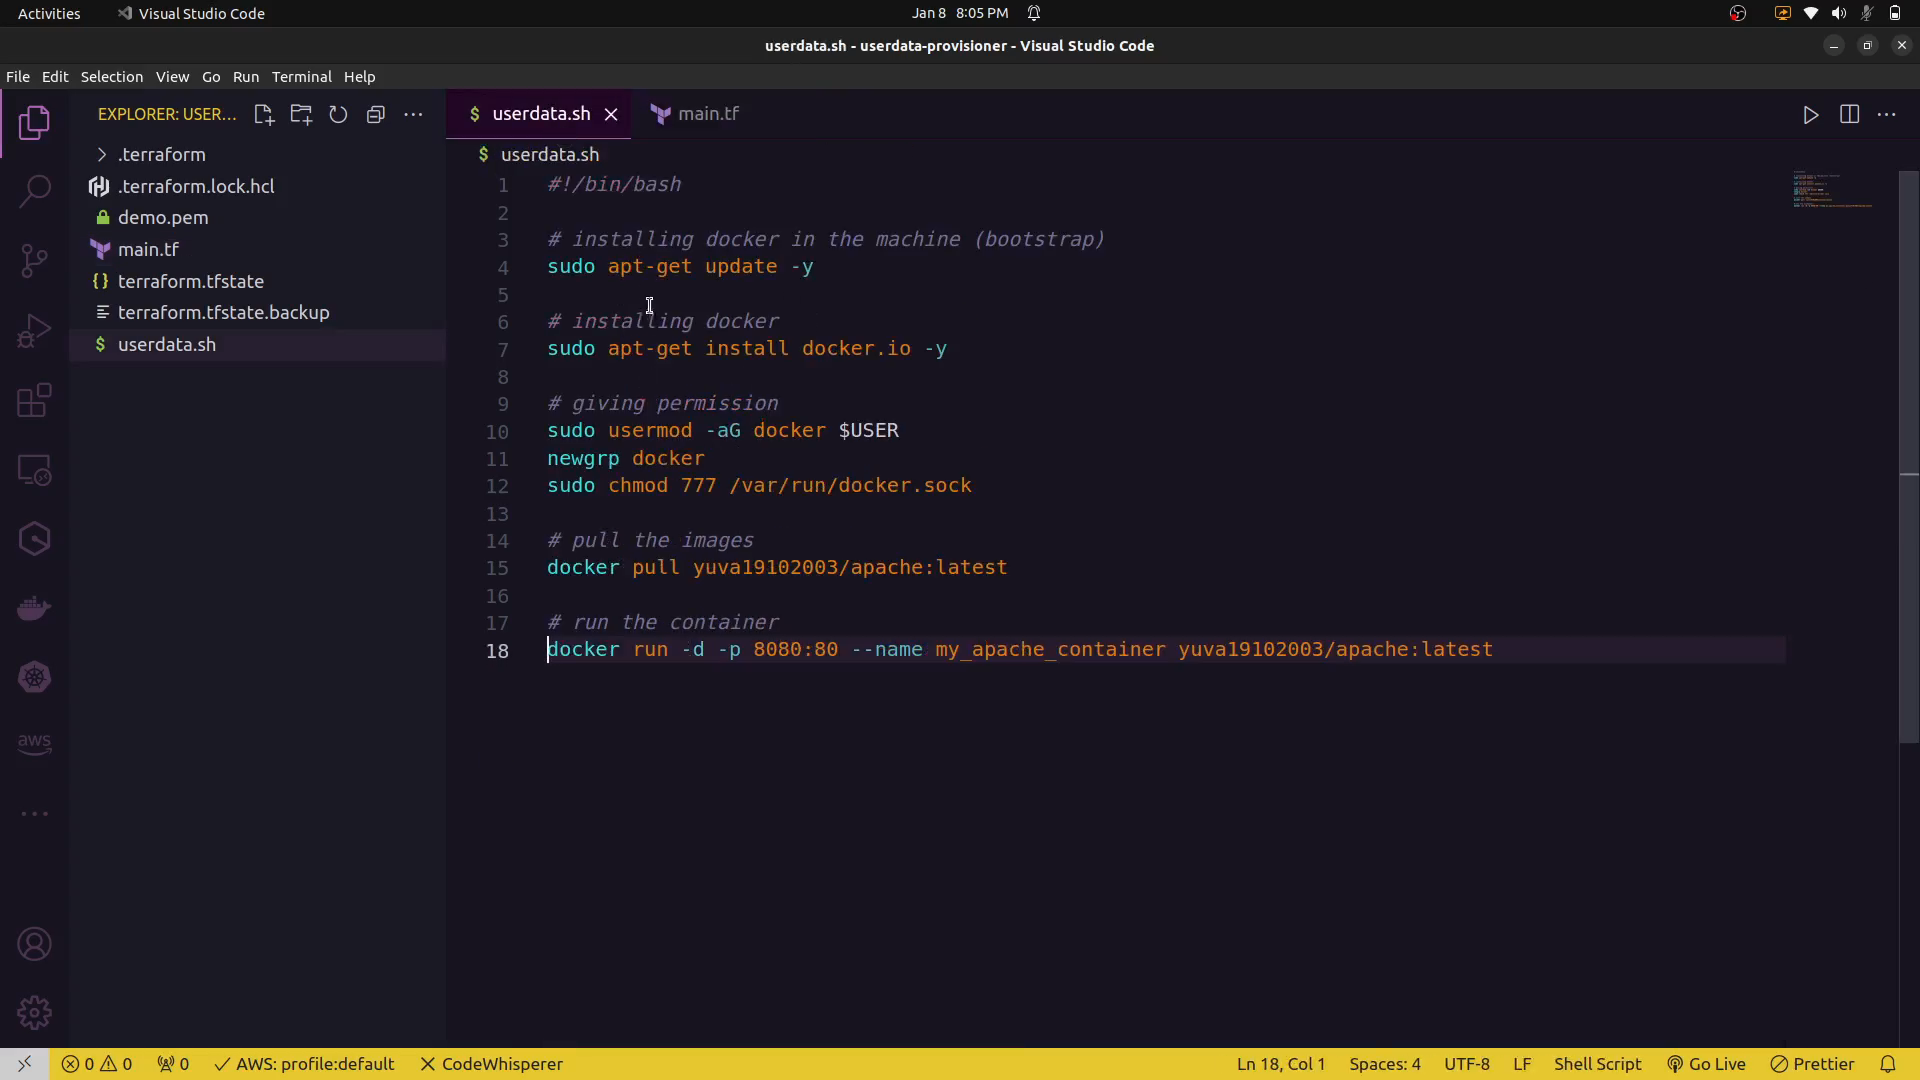 Activities
Visual Studio Code
Jan 8 8:05 PM
userdata.sh - userdata-provisioner - Visual Studio Code
File Edit Selection View Go Run Terminal Help
EXPLORER: USER...
.terraform
.terraform.lock.hcl
demo.pem
main.tf
terraform.tfstate
terraform.tfstate.backup
userdata.sh
aws
userdata.sh
main.tf
userdata.sh
1 #!/bin/bash
2
3 # installing docker in the machine (bootstrap)
4 sudo apt-get update -y
5
6 # installing docker
7 sudo apt-get install docker.io -y
8
9 # giving permission
10 sudo usermod -aG docker $USER
11 newgrp docker
12 sudo chmod 777 /var/run/docker.sock
13
14 # pull the images
15 docker pull yuva19102003/apache:latest
16
17 # run the container
18 docker run -d -p 8080:80 --name my_apache_container yuva19102003/apache:latest
0 0 0 AWS: profile:default CodeWhisperer Ln 18, Col 1 Spaces: 4 UTF-8 LF Shell Script Go Live Prettier